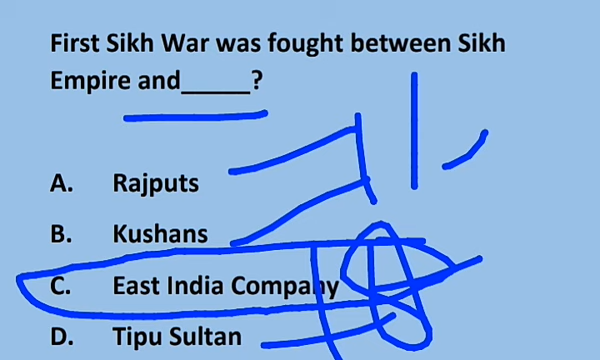 First Sikh War was fought between Sikh
Empire and_____?
A. Rajputs
B. Kushans
C. East India Company
D. Tipu Sultan